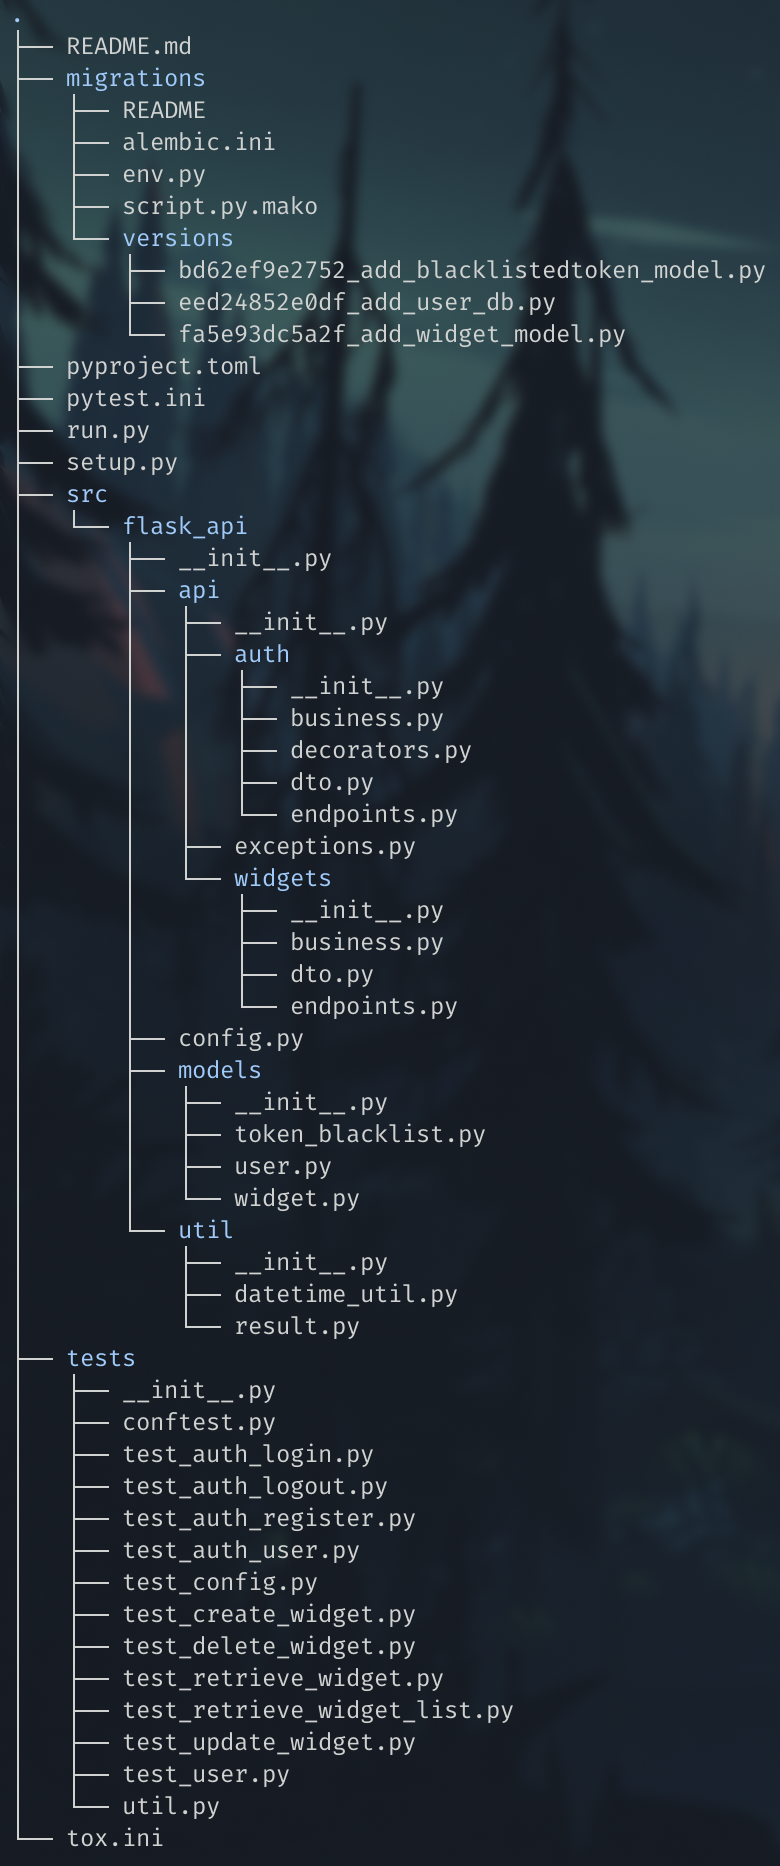 .
├── README.md
├── migrations
│   ├── README
│   ├── alembic.ini
│   ├── env.py
│   ├── script.py.mako
│   └── versions
│       ├── bd62ef9e2752_add_blacklistedtoken_model.py
│       ├── eed24852e0df_add_user_db.py
│       └── fa5e93dc5a2f_add_widget_model.py
├── pyproject.toml
├── pytest.ini
├── run.py
├── setup.py
├── src
│   └── flask_api
│       ├── __init__.py
│       ├── api
│       │   ├── __init__.py
│       │   ├── auth
│       │   │   ├── __init__.py
│       │   │   ├── business.py
│       │   │   ├── decorators.py
│       │   │   ├── dto.py
│       │   │   └── endpoints.py
│       │   ├── exceptions.py
│       │   └── widgets
│       │       ├── __init__.py
│       │       ├── business.py
│       │       ├── dto.py
│       │       └── endpoints.py
│       ├── config.py
│       ├── models
│       │   ├── __init__.py
│       │   ├── token_blacklist.py
│       │   ├── user.py
│       │   └── widget.py
│       └── util
│           ├── __init__.py
│           ├── datetime_util.py
│           └── result.py
├── tests
│   ├── __init__.py
│   ├── conftest.py
│   ├── test_auth_login.py
│   ├── test_auth_logout.py
│   ├── test_auth_register.py
│   ├── test_auth_user.py
│   ├── test_config.py
│   ├── test_create_widget.py
│   ├── test_delete_widget.py
│   ├── test_retrieve_widget.py
│   ├── test_retrieve_widget_list.py
│   ├── test_update_widget.py
│   ├── test_user.py
│   └── util.py
└── tox.ini